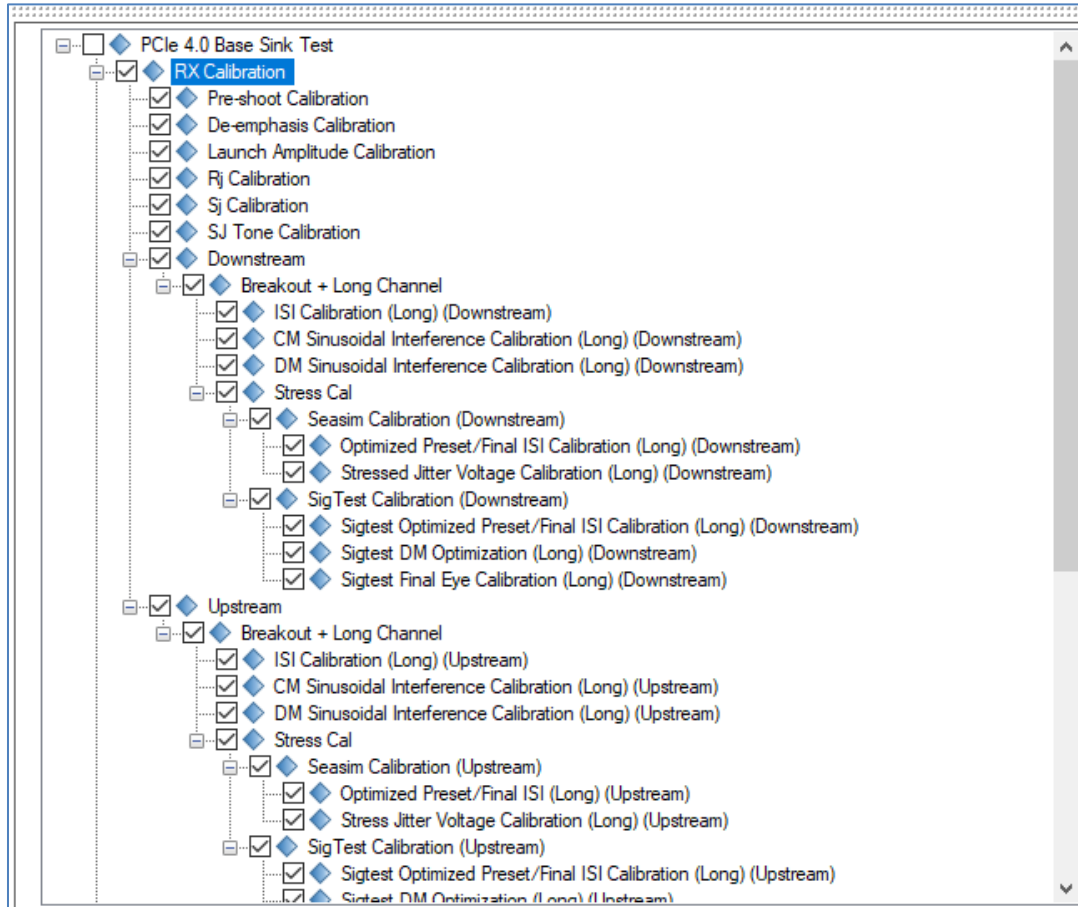 PCIe 4.0 Base Sink Test
RX Calibration
Pre-shoot Calibration
De-emphasis Calibration
Launch Amplitude Calibration
Rj Calibration
Sj Calibration
SJ Tone Calibration
Downstream
Breakout + Long Channel
ISI Calibration (Long) (Downstream)
CM Sinusoidal Interference Calibration (Long) (Downstream)
DM Sinusoidal Interference Calibration (Long) (Downstream)
Stress Cal
Seasim Calibration (Downstream)
Optimized Preset/Final ISI Calibration (Long) (Downstream)
Stressed Jitter Voltage Calibration (Long) (Downstream)
SigTest Calibration (Downstream)
Sigtest Optimized Preset/Final ISI Calibration (Long) (Downstream)
Sigtest DM Optimization (Long) (Downstream)
Sigtest Final Eye Calibration (Long) (Downstream)
Upstream
Breakout + Long Channel
ISI Calibration (Long) (Upstream)
CM Sinusoidal Interference Calibration (Long) (Upstream)
DM Sinusoidal Interference Calibration (Long) (Upstream)
Stress Cal
Seasim Calibration (Upstream)
Optimized Preset/Final ISI (Long) (Upstream)
Stress Jitter Voltage Calibration (Long) (Upstream)
SigTest Calibration (Upstream)
Sigtest Optimized Preset/Final ISI Calibration (Long) (Upstream)
Sigtest DM Optimization (Long) (Upstream)